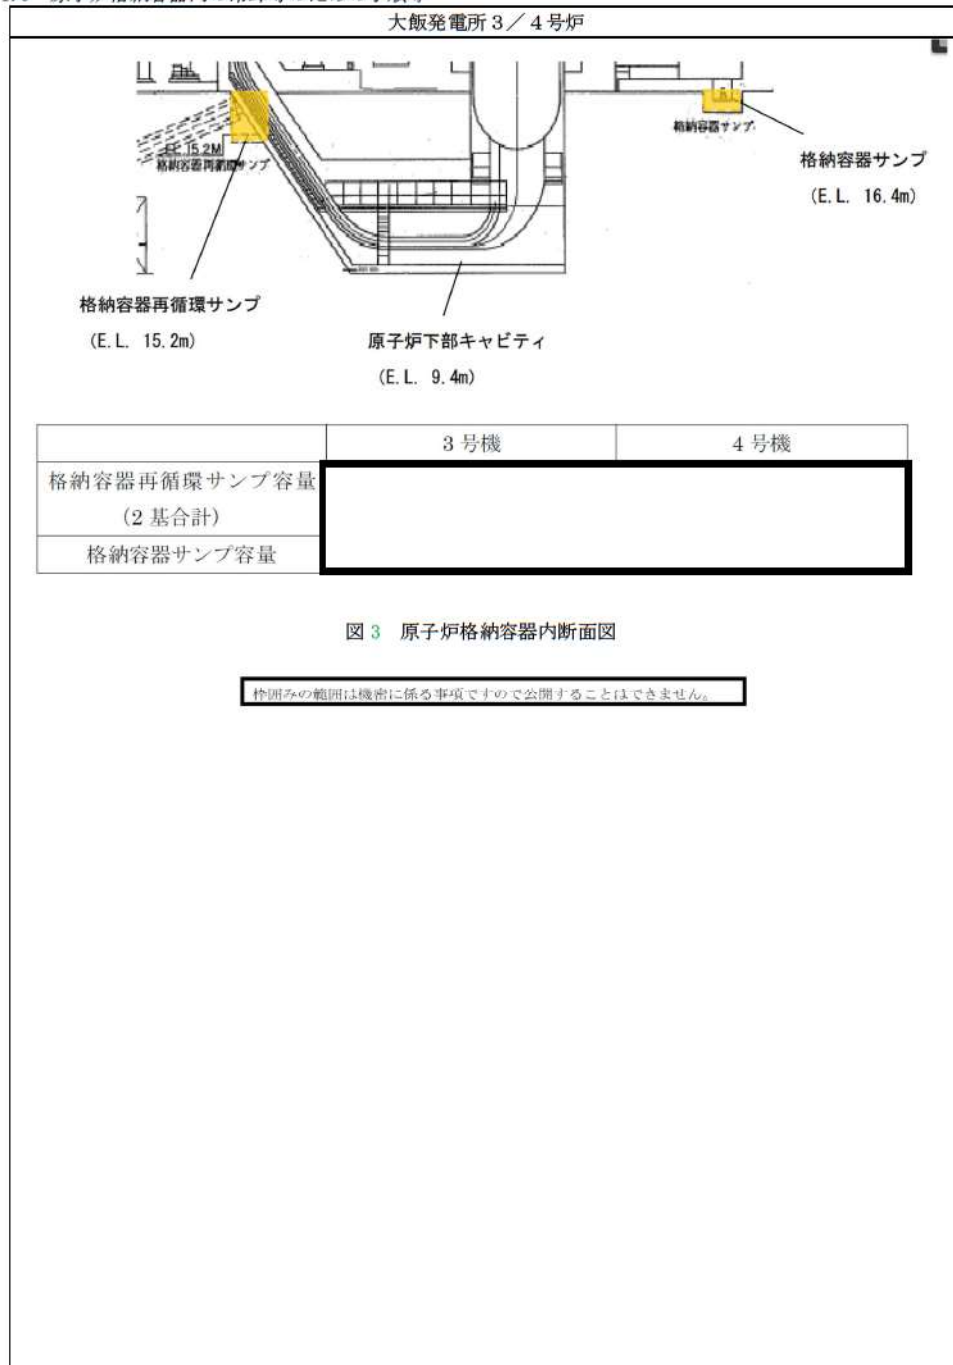 大飯発電所３／４号炉
格納容器サンプ
格納容器サンプ
(E.L. 16.4m)
EL 15.2M
格納容器再循環サンプ
格納容器再循環サンプ
(E.L. 15.2m)
原子炉下部キャビティ
(E.L. 9.4m)
3 号機 4 号機
格納容器再循環サンプ容量
(2 基合計)
格納容器サンプ容量
図 3 原子炉格納容器内断面図
枠囲みの範囲は機密に係る事項ですので公開することはできません。